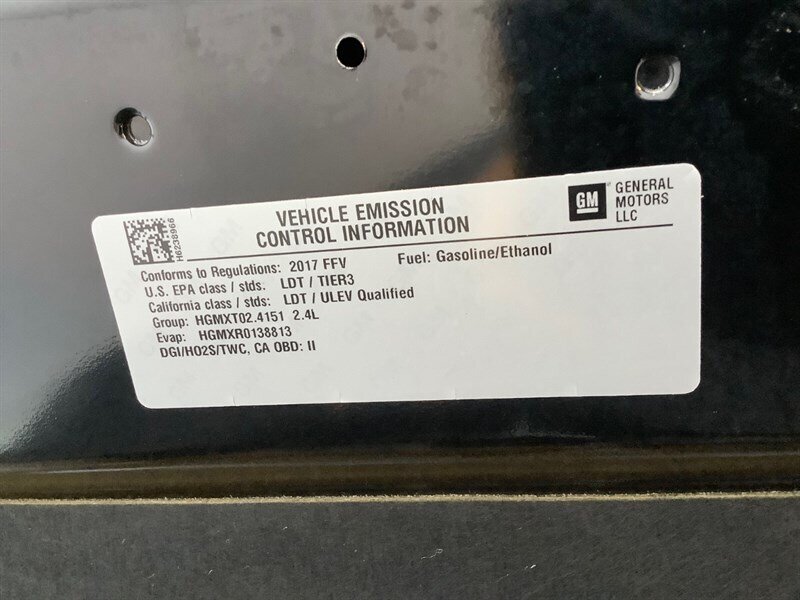 H6238966
VEHICLE EMISSION
CONTROL INFORMATION
GM
GENERAL
MOTORS
LLC
Conforms to Regulations: 2017 FFV
Fuel: Gasoline/Ethanol
U.S. EPA class / stds: LDT / TIER3
California class / stds: LDT / ULEV Qualified
Group: HGMXT02.4151 2.4L
Evap: HGMXR0138813
DGI/HO2S/TWC, CA OBD: II